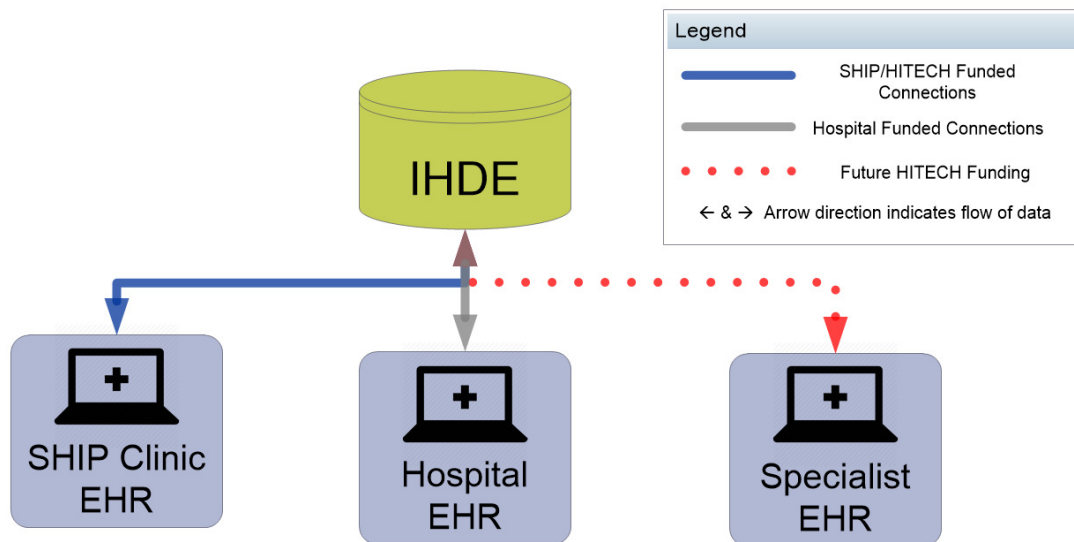 Legend
SHIP/HITECH Funded
Connections
Hospital Funded Connections
Future HITECH Funding
← & → Arrow direction indicates flow of data
IHDE
SHIP Clinic
EHR
Hospital
EHR
Specialist
EHR